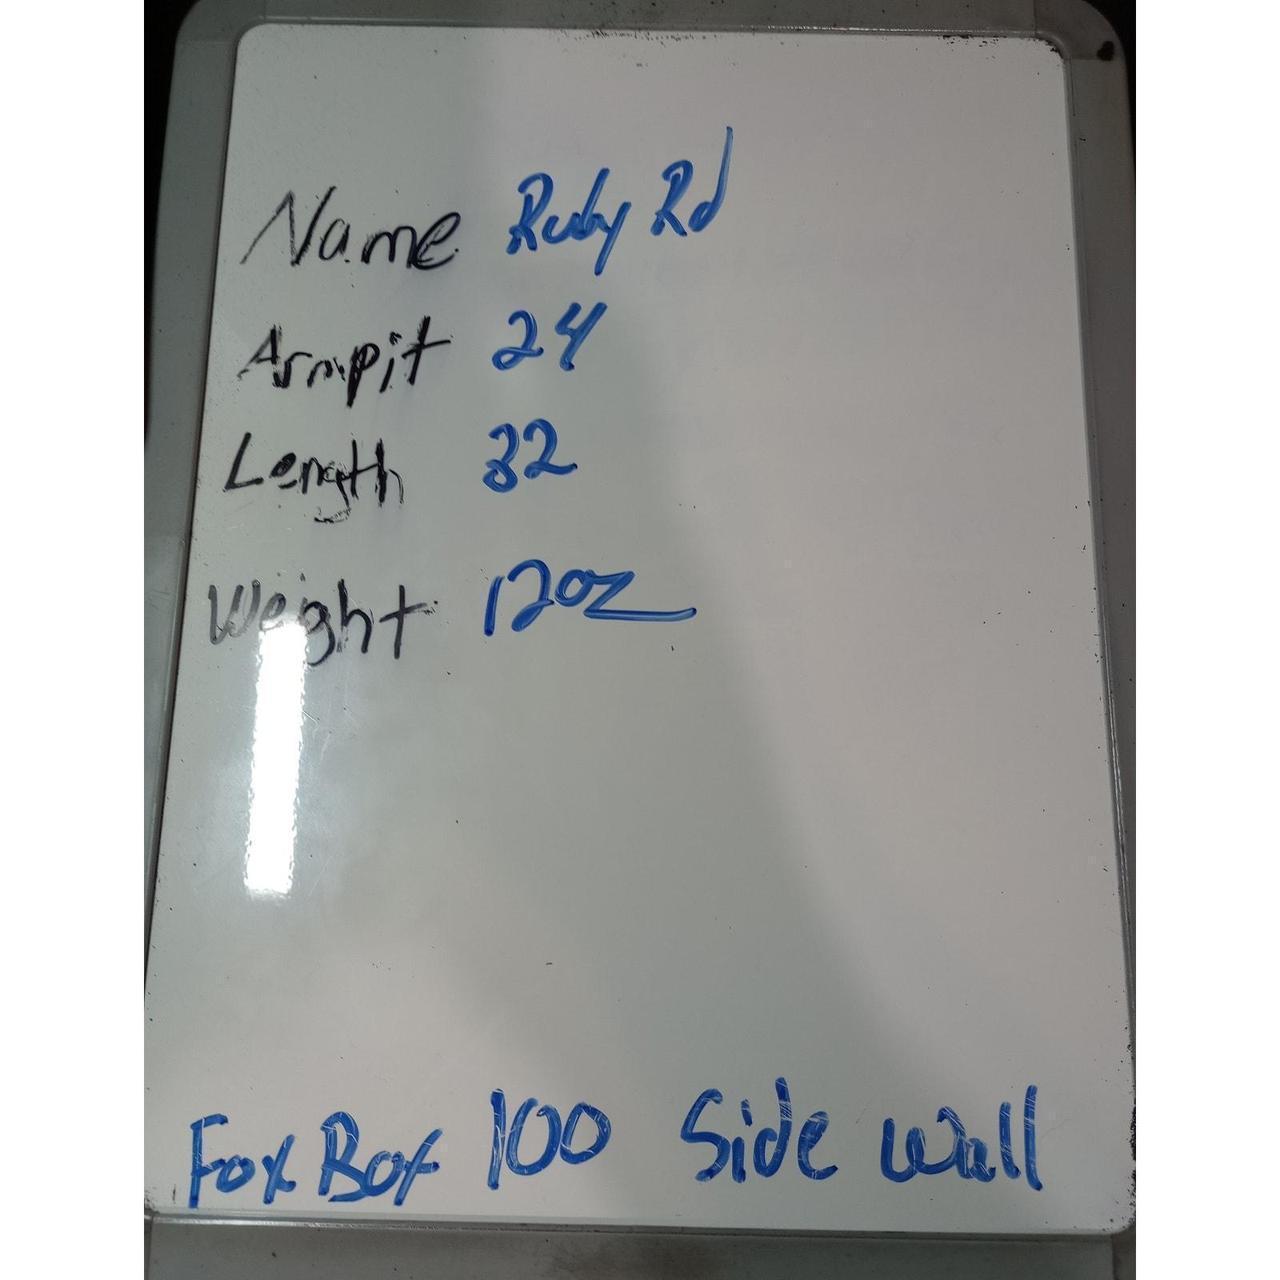 Name Ruby Rd
Armpit 24
Length 32
Weight 12oz
Fox Box 100 Side Wall